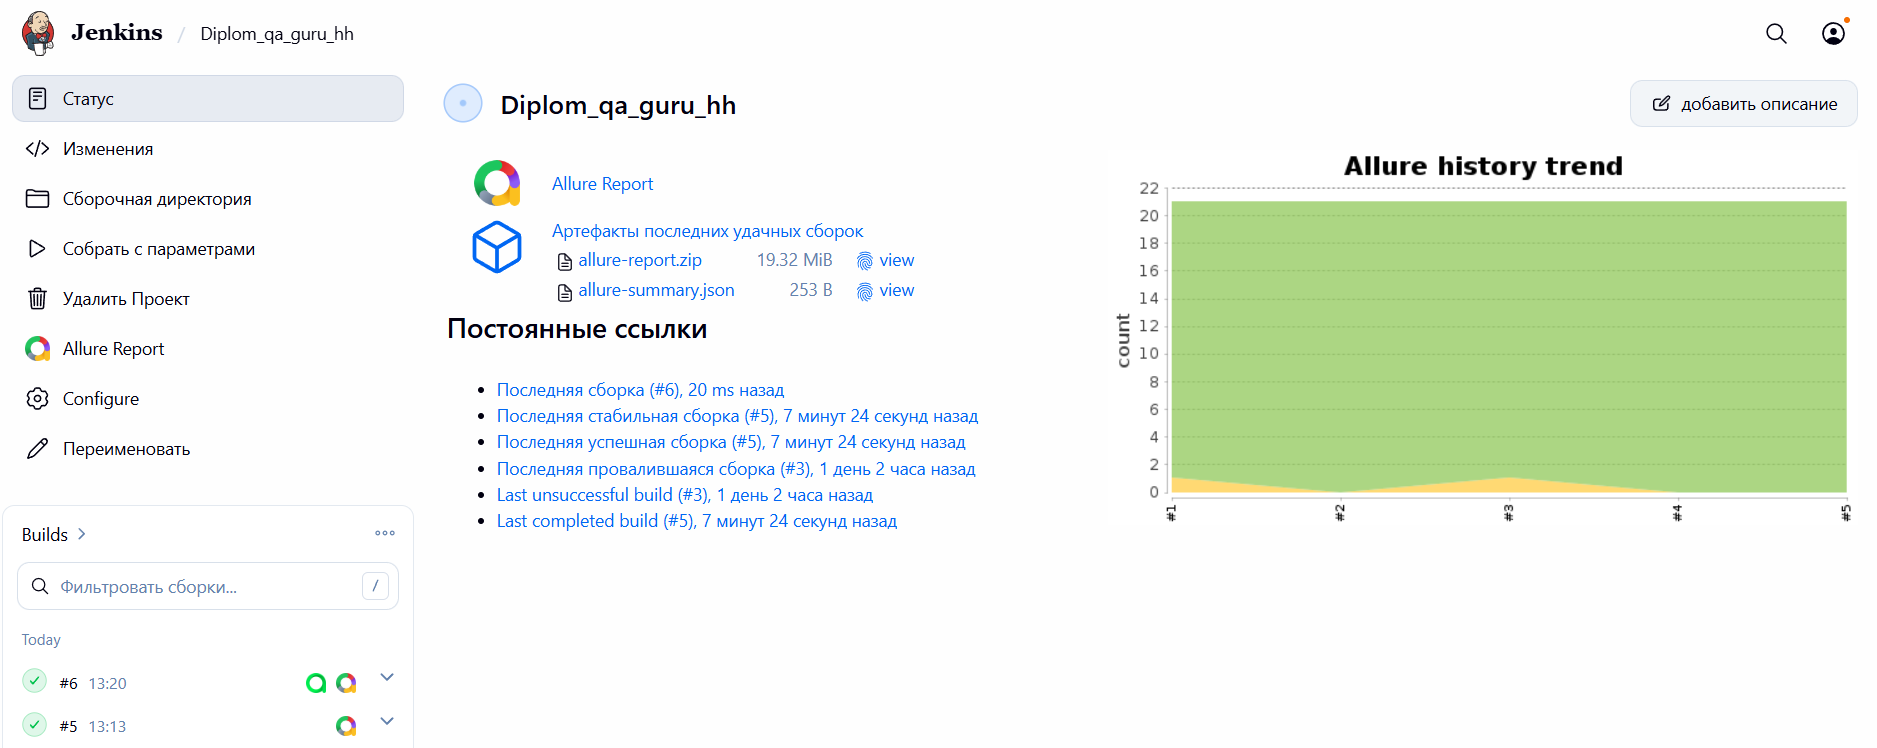 Jenkins / Diplom_qa_guru_hh
Статус
Изменения
Сборочная директория
Собрать с параметрами
Удалить Проект
Allure Report
Configure
Переименовать
Builds
Фильтровать сборки... /
Today
#6 13:20
#5 13:13
Diplom_qa_guru_hh
добавить описание
Allure Report
Артефакты последних удачных сборок
allure-report.zip 19.32 MiB view
allure-summary.json 253 B view
Постоянные ссылки
Последняя сборка (#6), 20 ms назад
Последняя стабильная сборка (#5), 7 минут 24 секунд назад
Последняя успешная сборка (#5), 7 минут 24 секунд назад
Последняя провалившаяся сборка (#3), 1 день 2 часа назад
Last unsuccessful build (#3), 1 день 2 часа назад
Last completed build (#5), 7 минут 24 секунд назад
Allure history trend
22
20
18
16
14
12
10
8
6
4
2
0
count
#1 #2 #3 #4 #5